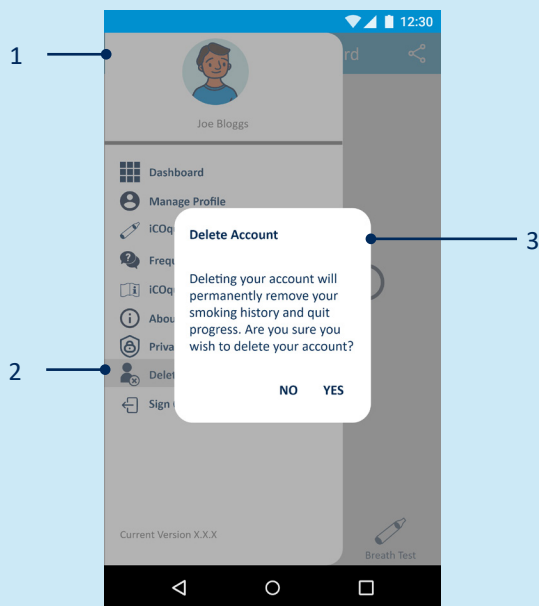 12:30
1
rd
Joe Bloggs
Dashboard
Manage Profile
iCOq
Frequ
iCOq
Abou
Priva
2
Delet
Sign
Delete Account
3
Deleting your account will
permanently remove your
smoking history and quit
progress. Are you sure you
wish to delete your account?
NO YES
Current Version X.X.X
Breath Test